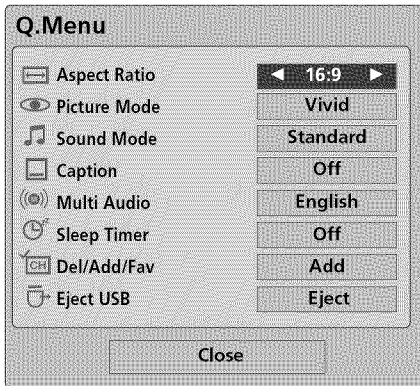 Q.Menu
Aspect Ratio ◄ 16:9 ►
Picture Mode Vivid
Sound Mode Standard
Caption Off
Multi Audio English
Sleep Timer Off
CH Del/Add/Fav Add
Eject USB Eject
Close